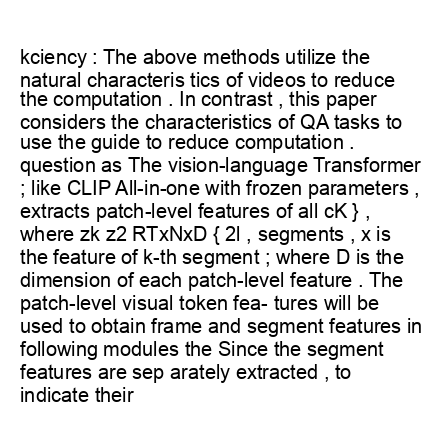 kciency : The above methods utilize the
natural characteris tics of videos to reduce
the computation . In contrast , this paper
considers the characteristics of QA tasks to
use the guide to reduce computation .
question as The vision-language Transformer
; like CLIP All-in-one with frozen parameters ,
extracts patch-level features of all cK } ,
where zk z2 RTxNxD { 2l , segments , x is
the feature of k-th segment ; where D is the
dimension of each patch-level feature . The
patch-level visual token fea- tures will be
used to obtain frame and segment features in
following modules the Since the segment
features are sep arately extracted , to
indicate their